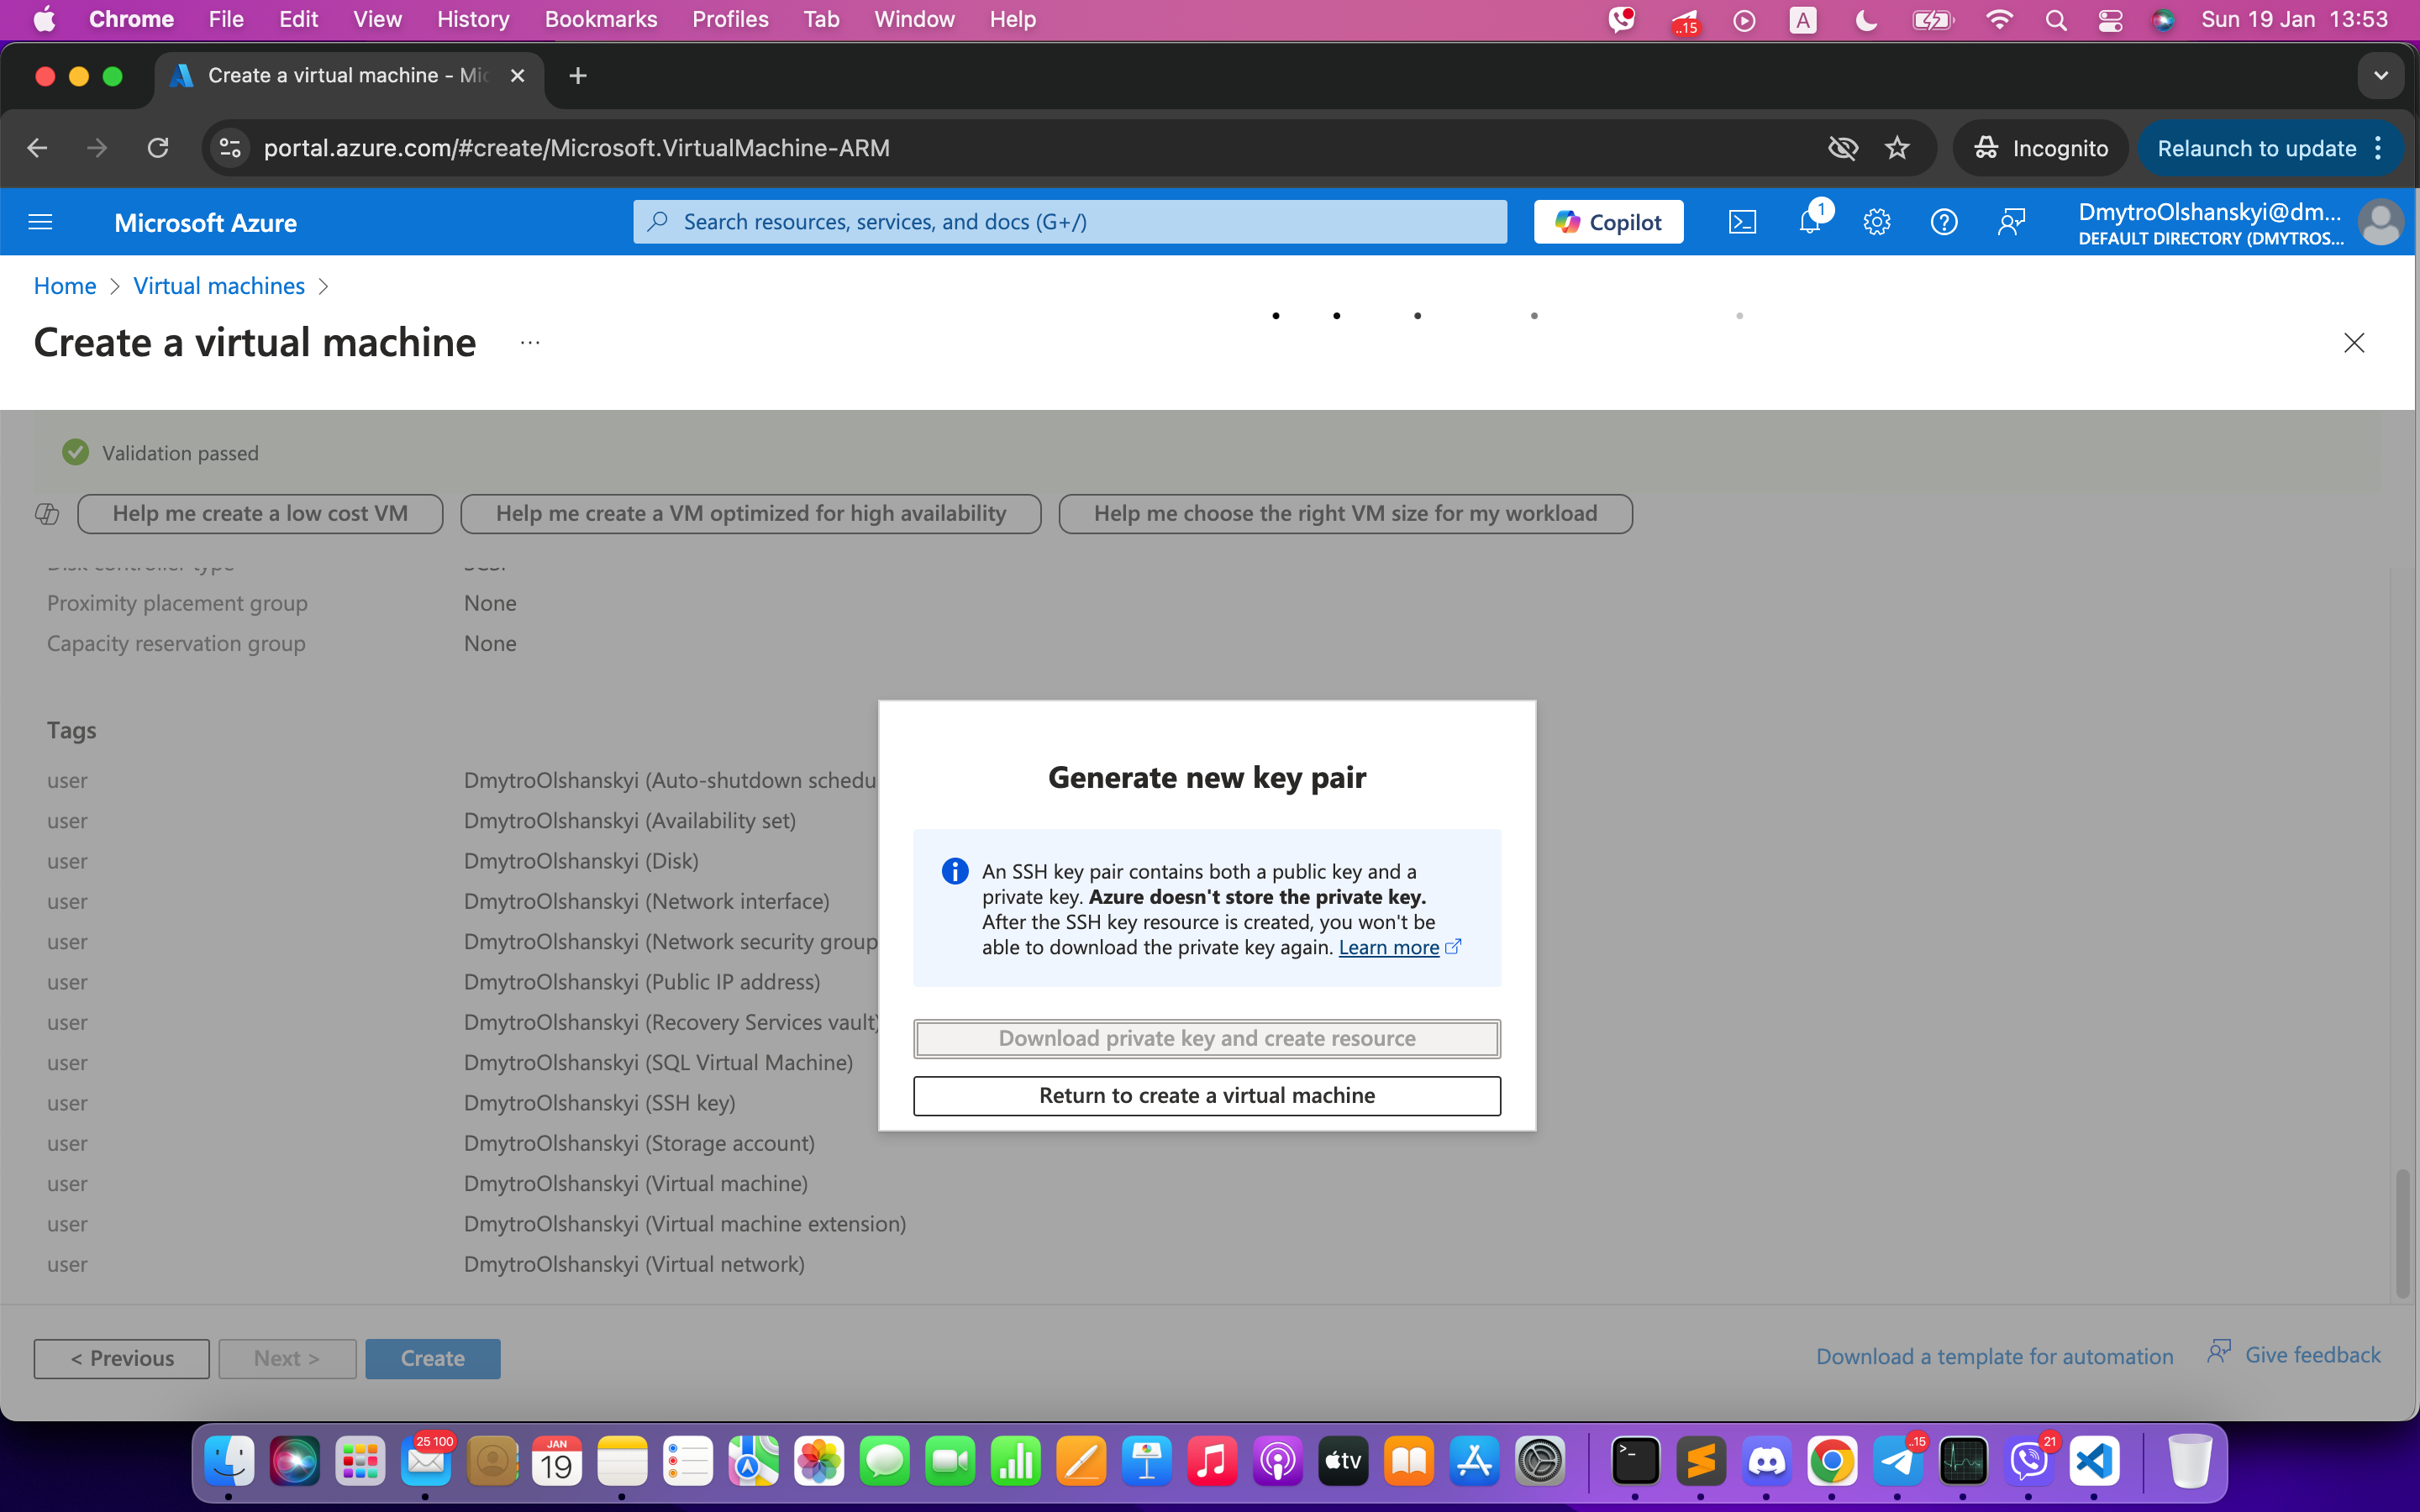 Chrome File Edit View History Bookmarks Profiles Tab Window Help ..15 A Sun 19 Jan 13:53
Create a virtual machine - Mic
portal.azure.com/#create/Microsoft.VirtualMachine-ARM Incognito Relaunch to update
Microsoft Azure Search resources, services, and docs (G+/) Copilot 1 DmytroOlshanskyi@dm...
DEFAULT DIRECTORY (DMYTROS...
Home > Virtual machines >
Create a virtual machine ...
Validation passed
Help me create a low cost VM Help me create a VM optimized for high availability Help me choose the right VM size for my workload
Disk controller type SCSI
Proximity placement group None
Capacity reservation group None
Tags
user DmytroOlshanskyi (Auto-shutdown schedu
user DmytroOlshanskyi (Availability set)
user DmytroOlshanskyi (Disk)
user DmytroOlshanskyi (Network interface)
user DmytroOlshanskyi (Network security group
user DmytroOlshanskyi (Public IP address)
user DmytroOlshanskyi (Recovery Services vault)
user DmytroOlshanskyi (SQL Virtual Machine)
user DmytroOlshanskyi (SSH key)
user DmytroOlshanskyi (Storage account)
user DmytroOlshanskyi (Virtual machine)
user DmytroOlshanskyi (Virtual machine extension)
user DmytroOlshanskyi (Virtual network)
Generate new key pair
An SSH key pair contains both a public key and a
private key. Azure doesn't store the private key.
After the SSH key resource is created, you won't be
able to download the private key again. Learn more
Download private key and create resource
Return to create a virtual machine
< Previous Next > Create Download a template for automation Give feedback
25 100 JAN 19 tv ..15 21